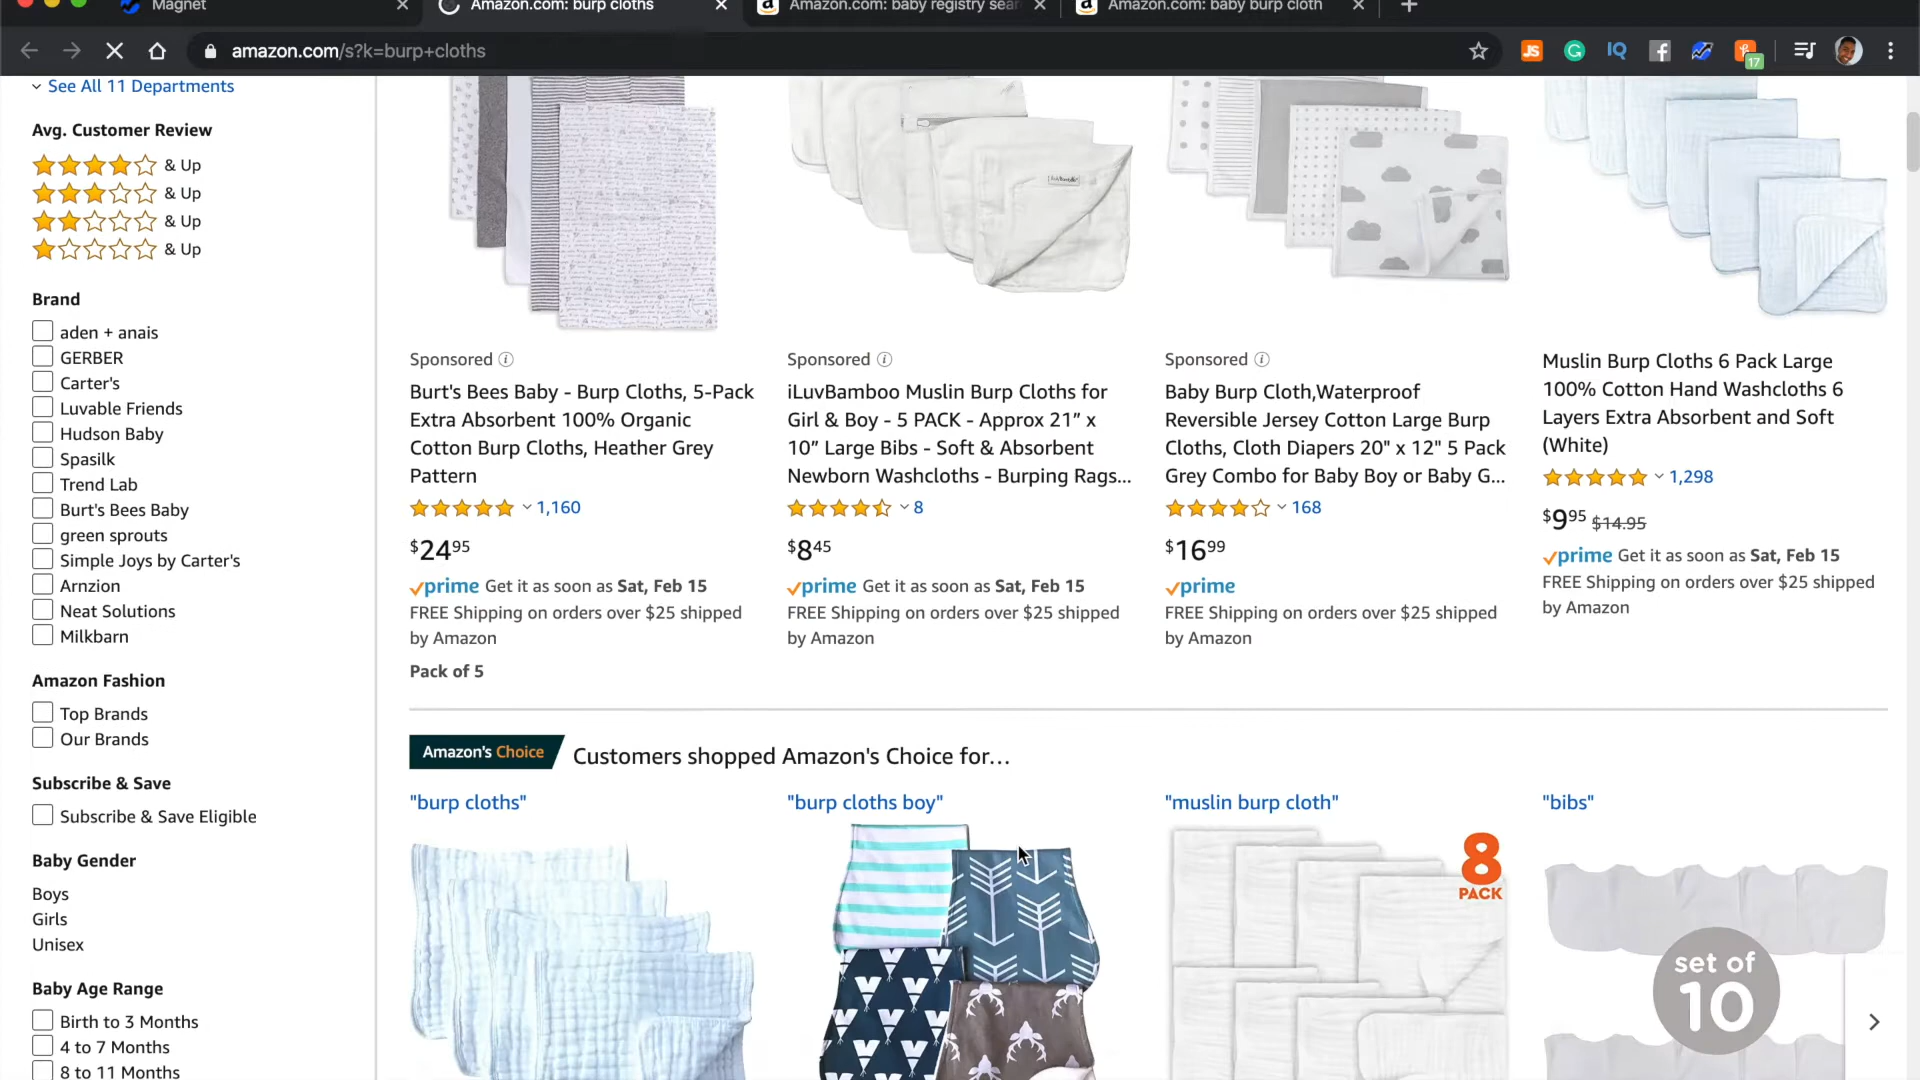 Magnet
Amazon.com: burp cloths
Amazon.com: baby registry sear
Amazon.com: baby burp cloth
amazon.com/s?k=burp+cloths
JS
G
IQ
17
See All 11 Departments
Avg. Customer Review
& Up
& Up
& Up
& Up
Brand
aden + anais
GERBER
Carter's
Luvable Friends
Hudson Baby
Spasilk
Trend Lab
Burt's Bees Baby
green sprouts
Simple Joys by Carter's
Arnzion
Neat Solutions
Milkbarn
Amazon Fashion
Top Brands
Our Brands
Subscribe & Save
Subscribe & Save Eligible
Baby Gender
Boys
Girls
Unisex
Baby Age Range
Birth to 3 Months
4 to 7 Months
8 to 11 Months
Sponsored
Burt's Bees Baby - Burp Cloths, 5-Pack
Extra Absorbent 100% Organic
Cotton Burp Cloths, Heather Grey
Pattern
1,160
$24.95
prime Get it as soon as Sat, Feb 15
FREE Shipping on orders over $25 shipped
by Amazon
Pack of 5
Sponsored
iLuvBamboo Muslin Burp Cloths for
Girl & Boy - 5 PACK - Approx 21” x
10” Large Bibs - Soft & Absorbent
Newborn Washcloths - Burping Rags...
8
$8.45
prime Get it as soon as Sat, Feb 15
FREE Shipping on orders over $25 shipped
by Amazon
Sponsored
Baby Burp Cloth,Waterproof
Reversible Jersey Cotton Large Burp
Cloths, Cloth Diapers 20" x 12" 5 Pack
Grey Combo for Baby Boy or Baby G...
168
$16.99
prime
FREE Shipping on orders over $25 shipped
by Amazon
Muslin Burp Cloths 6 Pack Large
100% Cotton Hand Washcloths 6
Layers Extra Absorbent and Soft
(White)
1,298
$9.95 $14.95
prime Get it as soon as Sat, Feb 15
FREE Shipping on orders over $25 shipped
by Amazon
Amazon's Choice Customers shopped Amazon's Choice for…
"burp cloths"
"burp cloths boy"
"muslin burp cloth"
"bibs"
8
PACK
set of
10